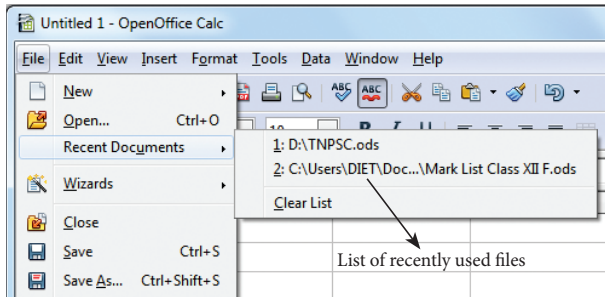 Untitled 1 - OpenOffice Calc
File Edit View Insert Format Tools Data Window Help
New
Open... Ctrl+O
Recent Documents
1: D:\TNPSC.ods
2: C:\Users\DIET\Doc...\Mark List Class XII F.ods
Clear List
Wizards
Close
Save Ctrl+S
Save As... Ctrl+Shift+S
ABC ABC
10 B I U
List of recently used files